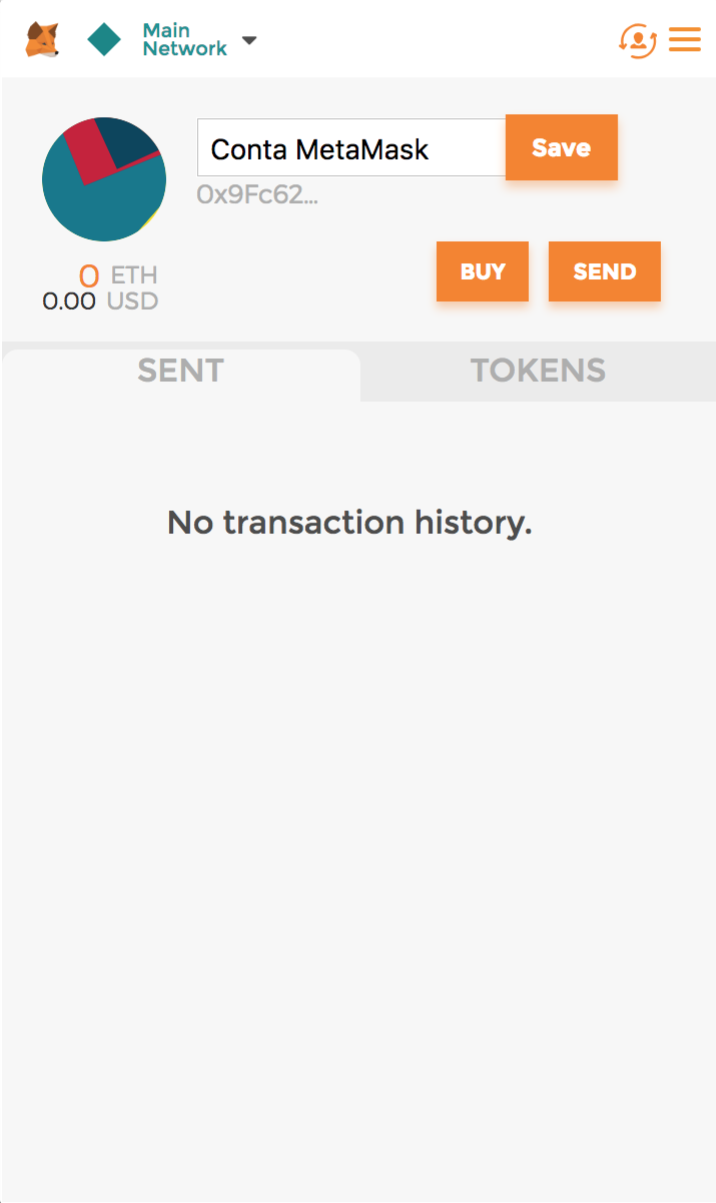 Main
Network
Conta MetaMask
Save
0x9Fc62...
0 ETH
0.00 USD
BUY
SEND
SENT
TOKENS
No transaction history.